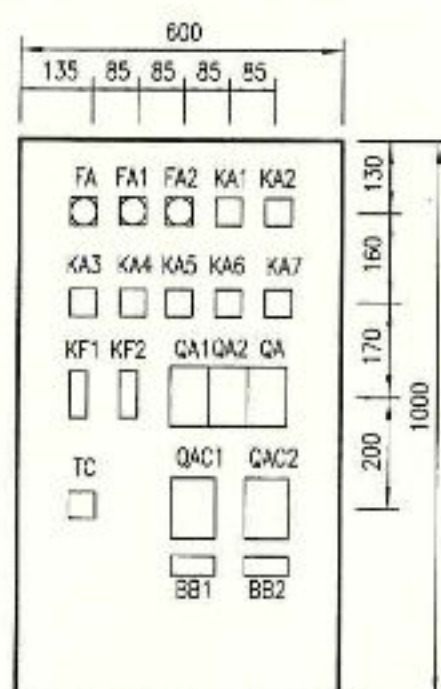 600
135 85 85 85 85
FA FA1 FA2 KA1 KA2
130
160
KA3 KA4 KA5 KA6 KA7
170
KF1 KF2 QA1 QA2 QA
1000
200
TC QAC1 QAC2
BB1 BB2